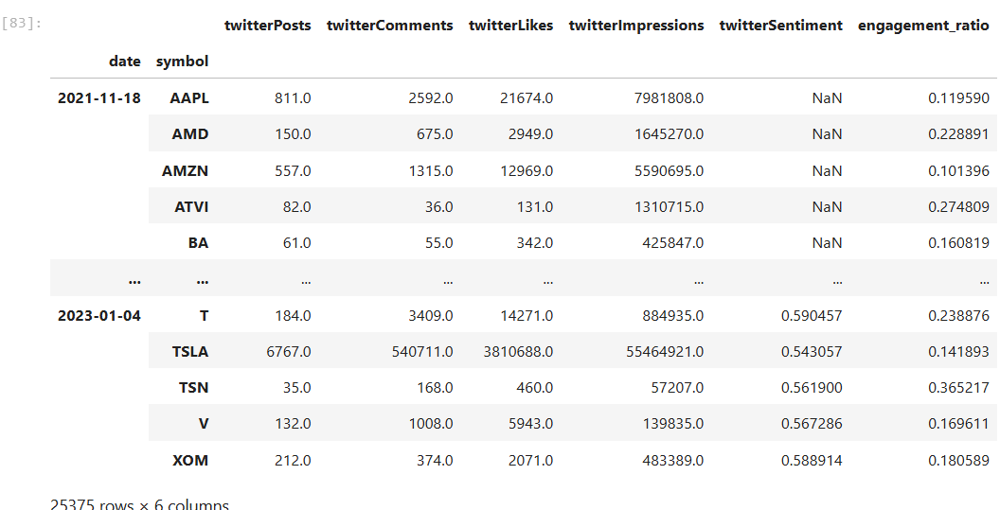 [83]:
twitterPosts twitterComments twitterLikes twitterImpressions twitterSentiment engagement_ratio
date symbol
2021-11-18 AAPL 811.0 2592.0 21674.0 7981808.0 NaN 0.119590
AMD 150.0 675.0 2949.0 1645270.0 NaN 0.228891
AMZN 557.0 1315.0 12969.0 5590695.0 NaN 0.101396
ATVI 82.0 36.0 131.0 1310715.0 NaN 0.274809
BA 61.0 55.0 342.0 425847.0 NaN 0.160819
... ... ... ... ... ... ... ...
2023-01-04 T 184.0 3409.0 14271.0 884935.0 0.590457 0.238876
TSLA 6767.0 540711.0 3810688.0 55464921.0 0.543057 0.141893
TSN 35.0 168.0 460.0 57207.0 0.561900 0.365217
V 132.0 1008.0 5943.0 139835.0 0.567286 0.169611
XOM 212.0 374.0 2071.0 483389.0 0.588914 0.180589
25375 rows × 6 columns